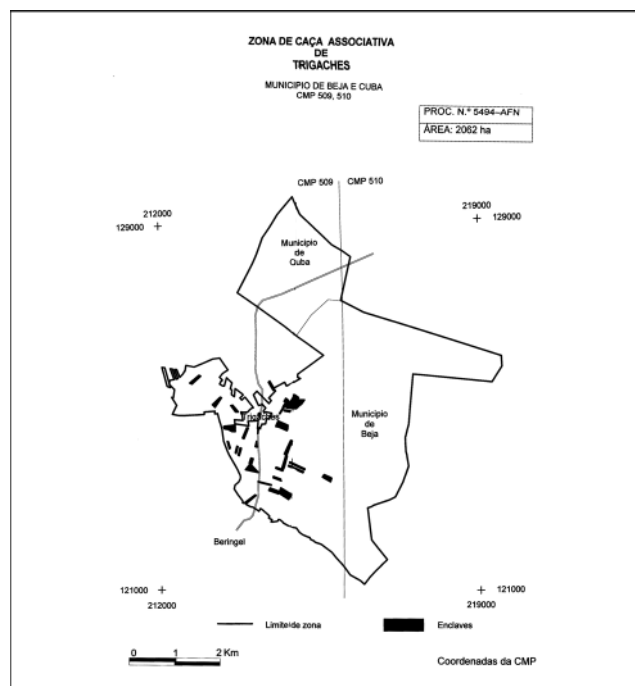 ZONA DE CAÇA ASSOCIATIVA
DE
TRIGACHES
MUNICIPIO DE BEJA E CUBA
CMP 509, 510
PROC. N.º 5494-AFN
ÁREA: 2062 ha
CMP 509 CMP 510
212000
129000
219000
129000
Municipio
de
Cuba
Trigaches
Municipio
de
Beja
Beringel
121000
212000
121000
219000
Limite de zona
Enclaves
0 1 2 Km
Coordenadas da CMP